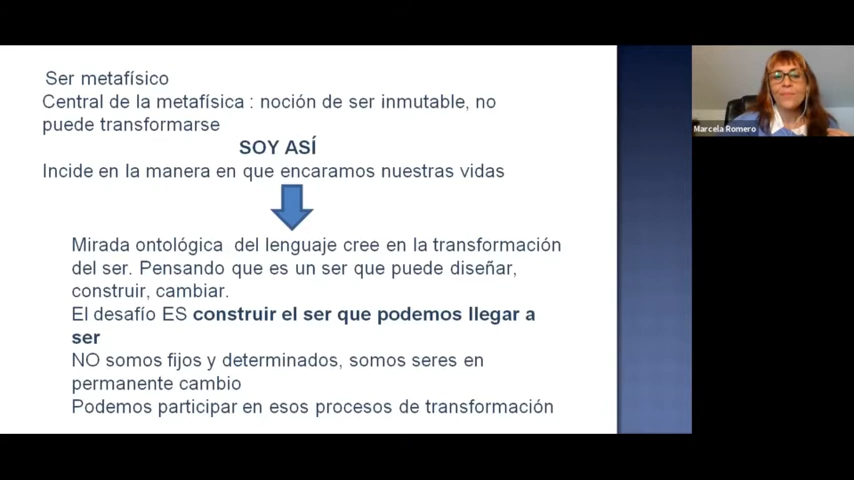 Ser metafísico
Central de la metafísica : noción de ser inmutable, no
puede transformarse
SOY ASÍ
Incide en la manera en que encaramos nuestras vidas
Mirada ontológica del lenguaje cree en la transformación
del ser. Pensando que es un ser que puede diseñar,
construir, cambiar.
El desafío ES construir el ser que podemos llegar a
ser
NO somos fijos y determinados, somos seres en
permanente cambio
Podemos participar en esos procesos de transformación
Marcela Romero